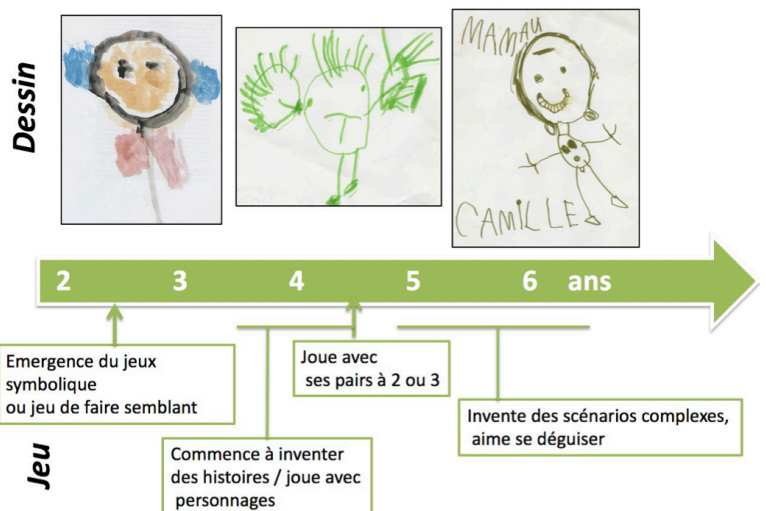 Dessin
MAMAU
CAMILLE
2 3 4 5 6 ans
Emergence du jeux
symbolique
ou jeu de faire semblant
Joue avec
ses pairs à 2 ou 3
Invente des scénarios complexes,
aime se déguiser
Commence à inventer
des histoires / joue avec
personnages
Jeu